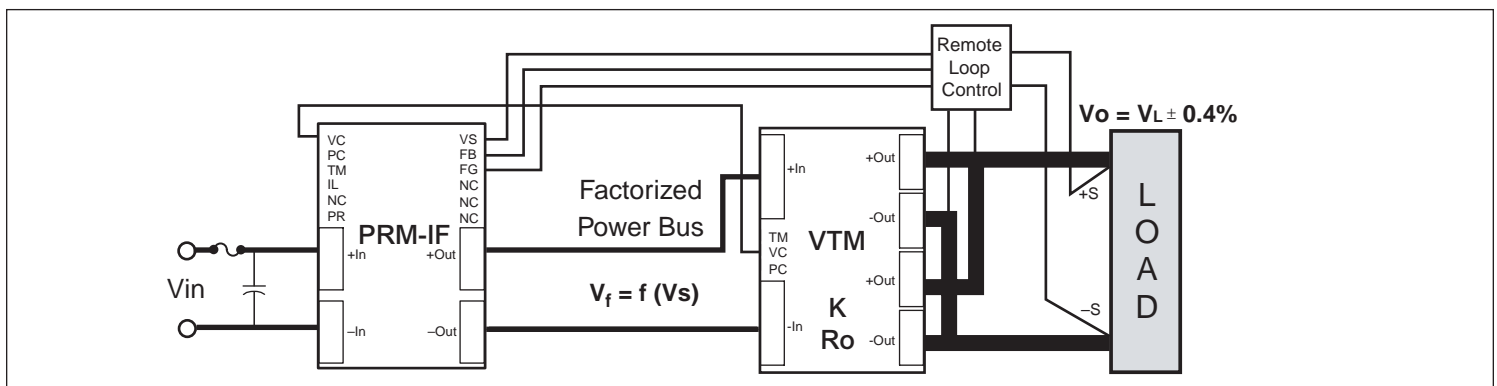 Remote
Loop
Control
Vo = VL ± 0.4%
VC
PC
TM
IL
NC
PR
VS
FB
FG
NC
NC
NC
PRM-IF
+In
+Out
–In
–Out
Vin
Factorized
Power Bus
Vf = f (Vs)
+In
TM
VC
PC
-In
VTM
K
Ro
+Out
-Out
+Out
-Out
+S
–S
L
O
A
D